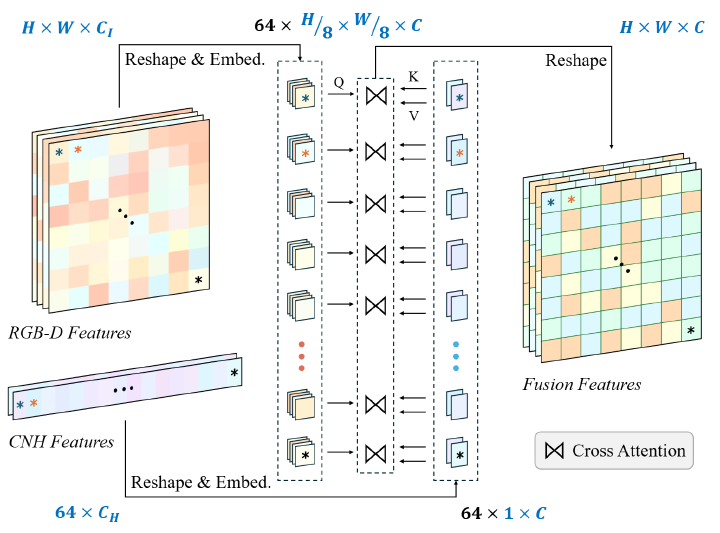 H × W × C_I
64 × H/8 × W/8 × C
H × W × C
Reshape & Embed.
Reshape
Q
K
V
RGB-D Features
Fusion Features
CNH Features
Cross Attention
Reshape & Embed.
64 × C_H
64 × 1 × C